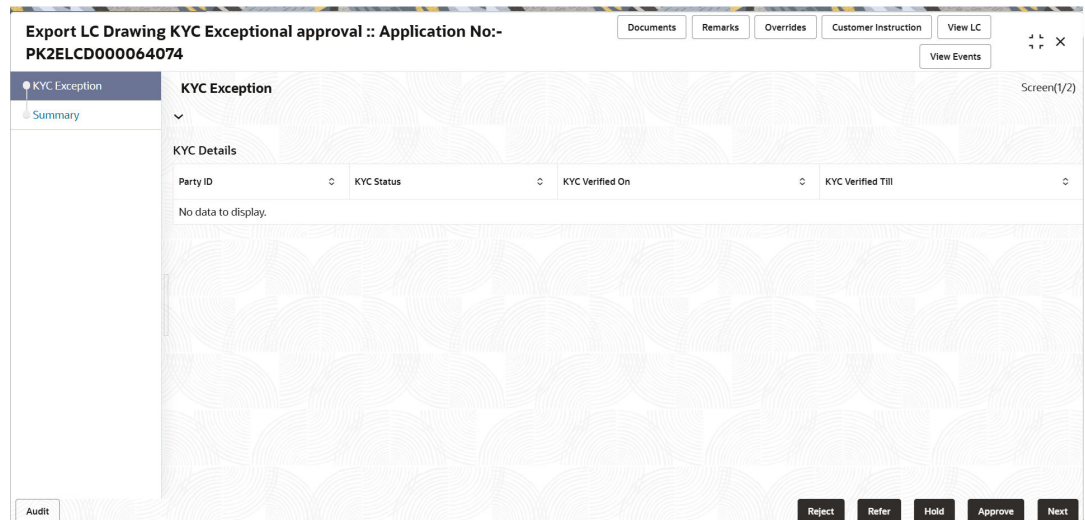 Export LC Drawing KYC Exceptional approval :: Application No:-
PK2ELCD000064074
Documents Remarks Overrides Customer Instruction View LC
View Events
KYC Exception
Summary
KYC Exception Screen(1/2)
KYC Details
Party ID KYC Status KYC Verified On KYC Verified Till
No data to display.
Audit Reject Refer Hold Approve Next